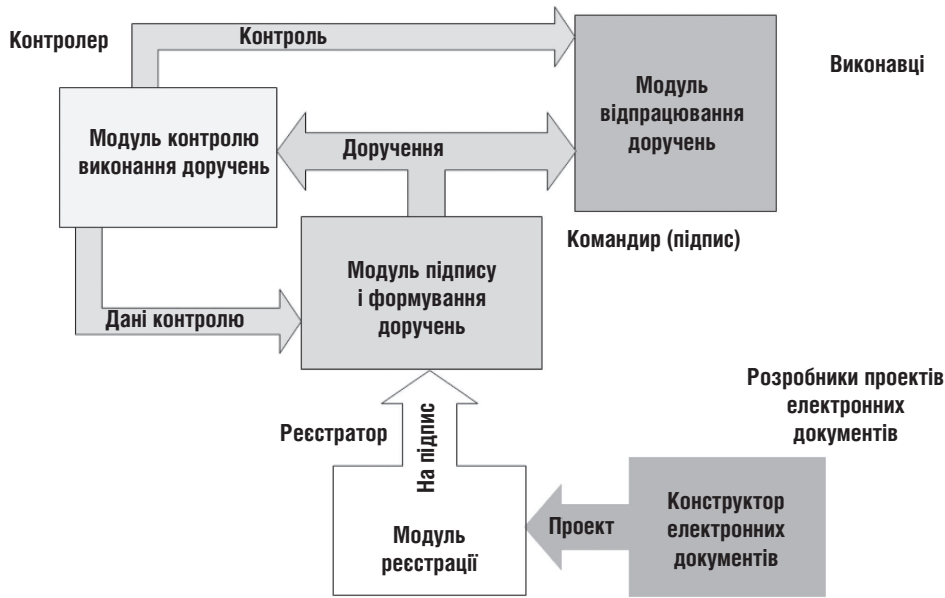 Контролер
Контроль
Виконавці
Модуль контролю
виконання доручень
Доручення
Модуль
відпрацювання
доручень
Командир (підпис)
Модуль підпису
і формування
доручень
Дані контролю
Розробники проектів
електронних
документів
Реєстратор
На підпис
Модуль
реєстрації
Проект
Конструктор
електронних
документів